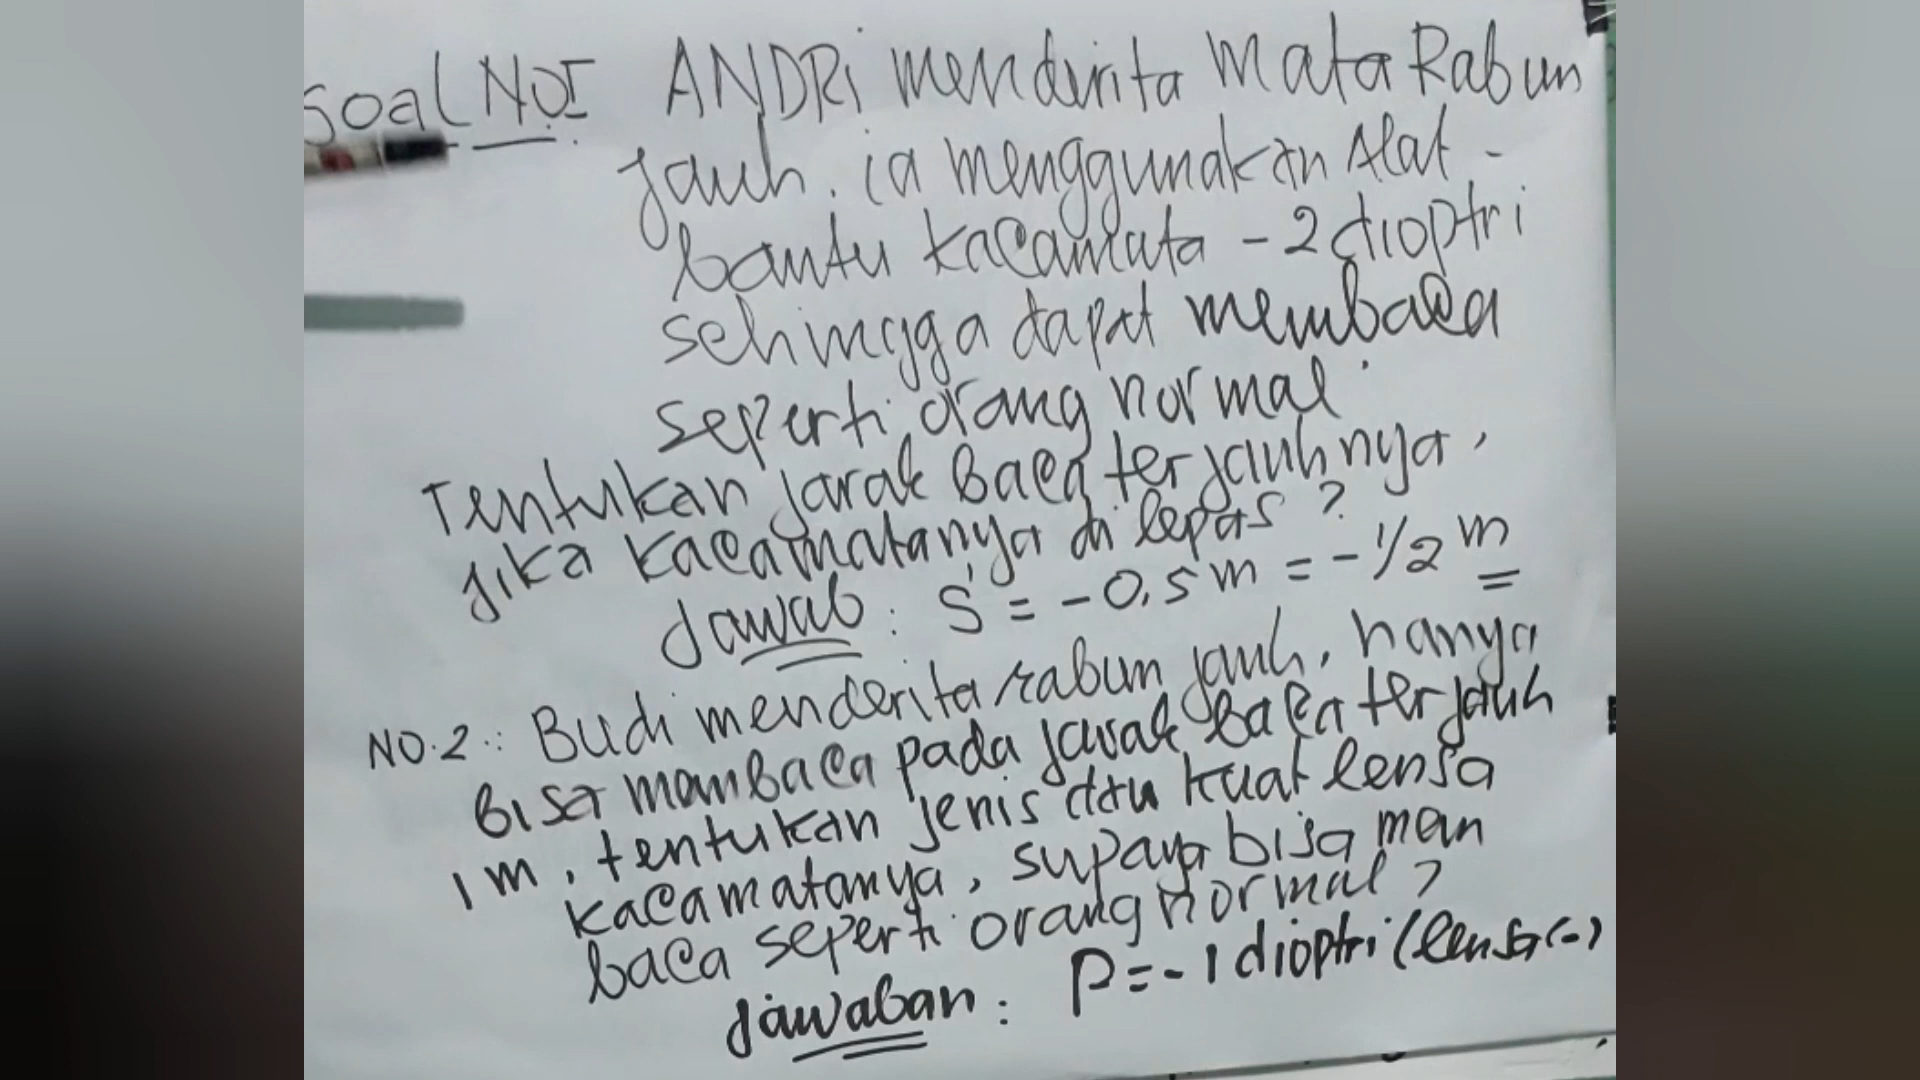 Soal NO I ANDRi menderita mata Rabun
jauh. ia menggunakan Alat -
bantu kacamata - 2 dioptri
sehingga dapat membaca
seperti orang normal.
Tentukan jarak Baca terjauhnya,
jika kacamatanya di lepas ?
Jawab : S' = - 0,5 m = - 1/2 m
NO.2 : Budi menderita rabun jauh, hanya
Bisa membaca pada jarak Baca terjauh
1 m, tentukan jenis dan kuat lensa
kacamatanya, supaya bisa mem
baca seperti orang normal ?
Jawaban : P = - 1 dioptri (lensa (-)